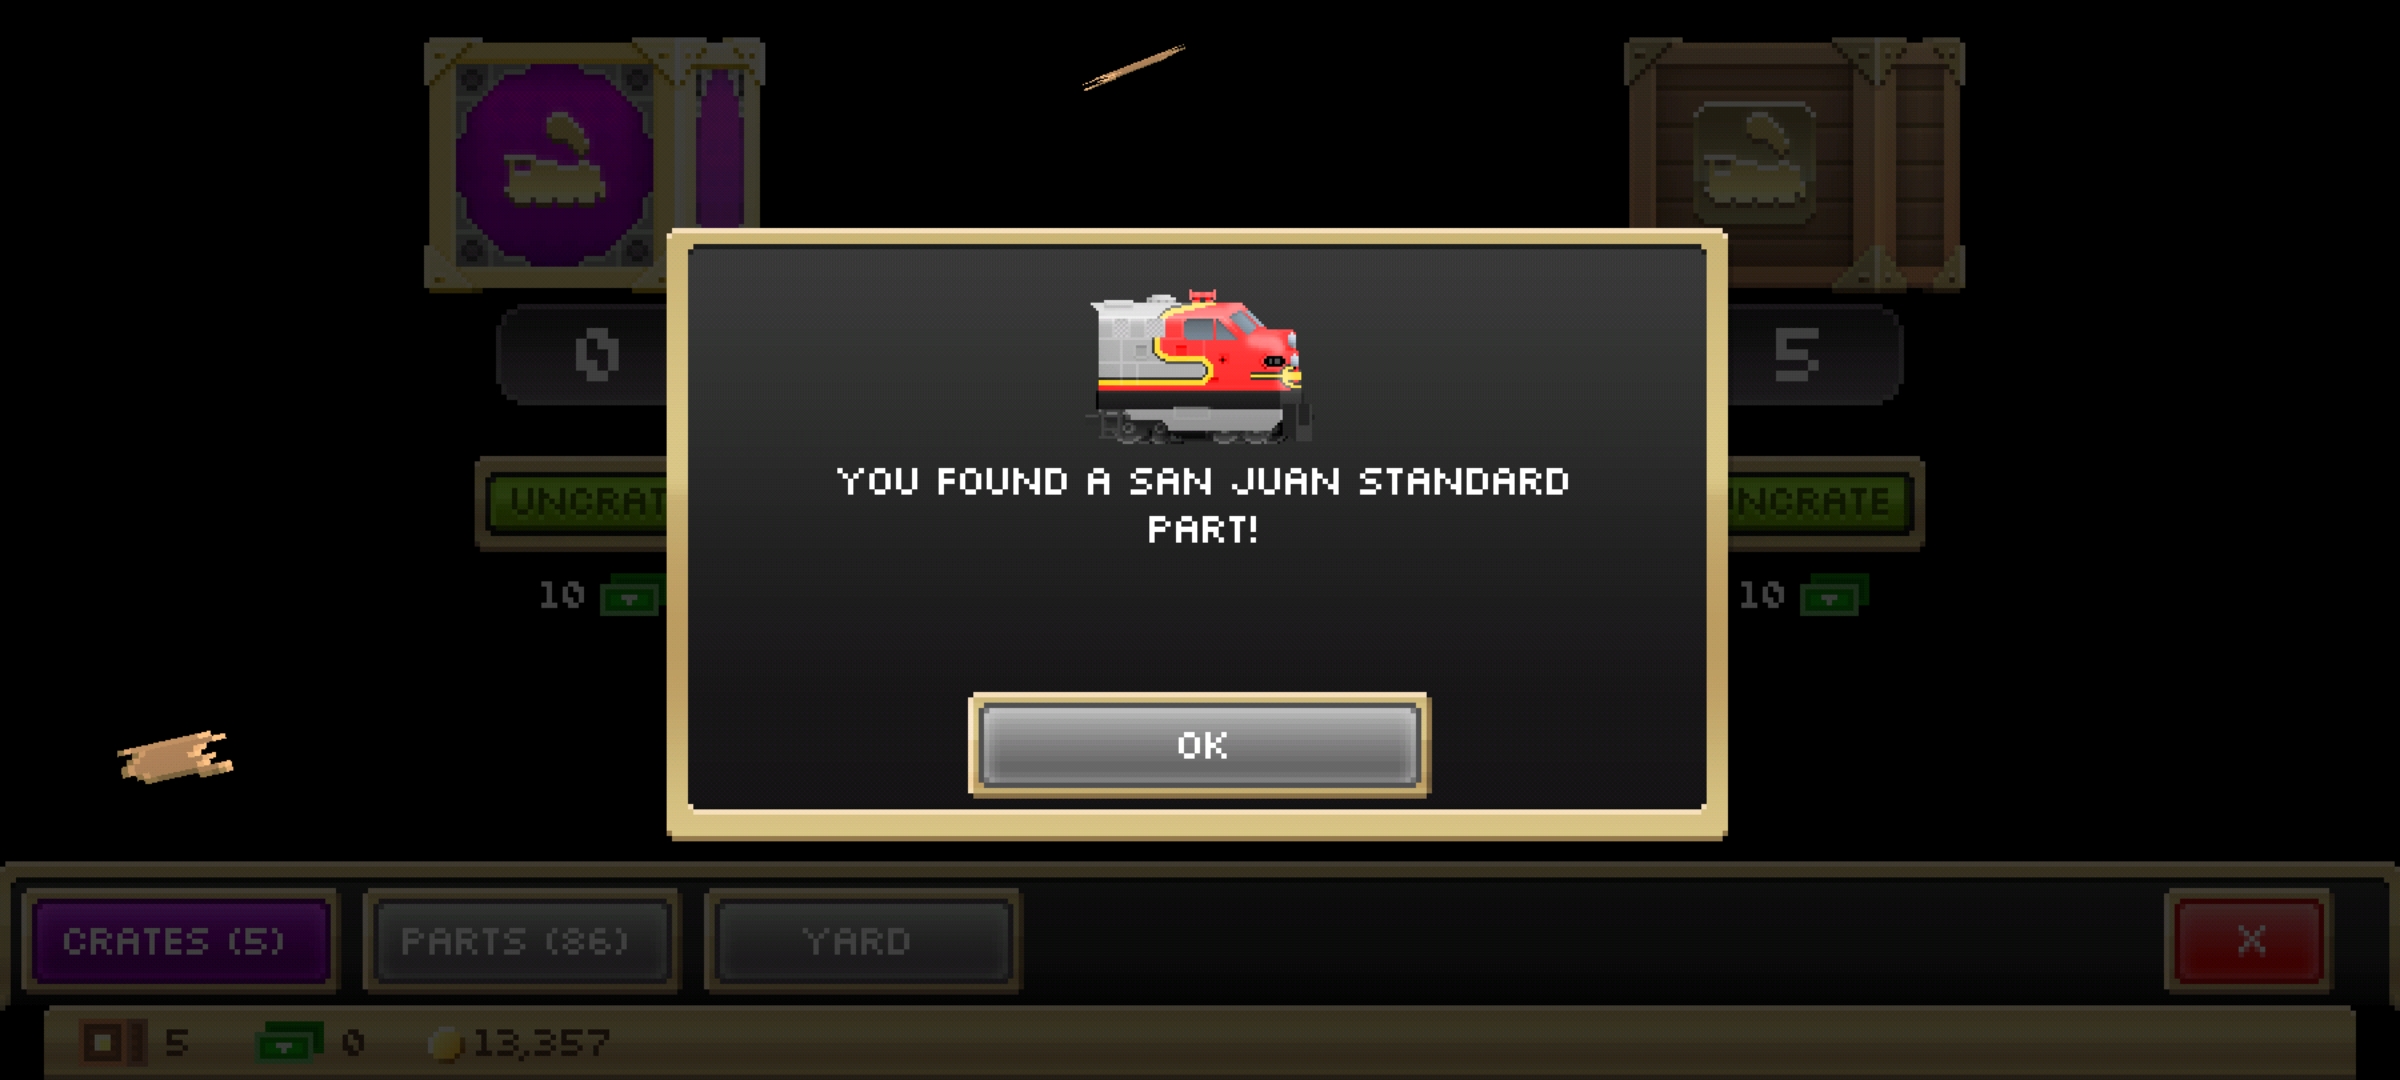 0
5
YOU FOUND A SAN JUAN STANDARD
PART!
UNCRAT
NCRATE
10
10
OK
CRATES (5)
PARTS (86)
YARD
X
5
0
13,357